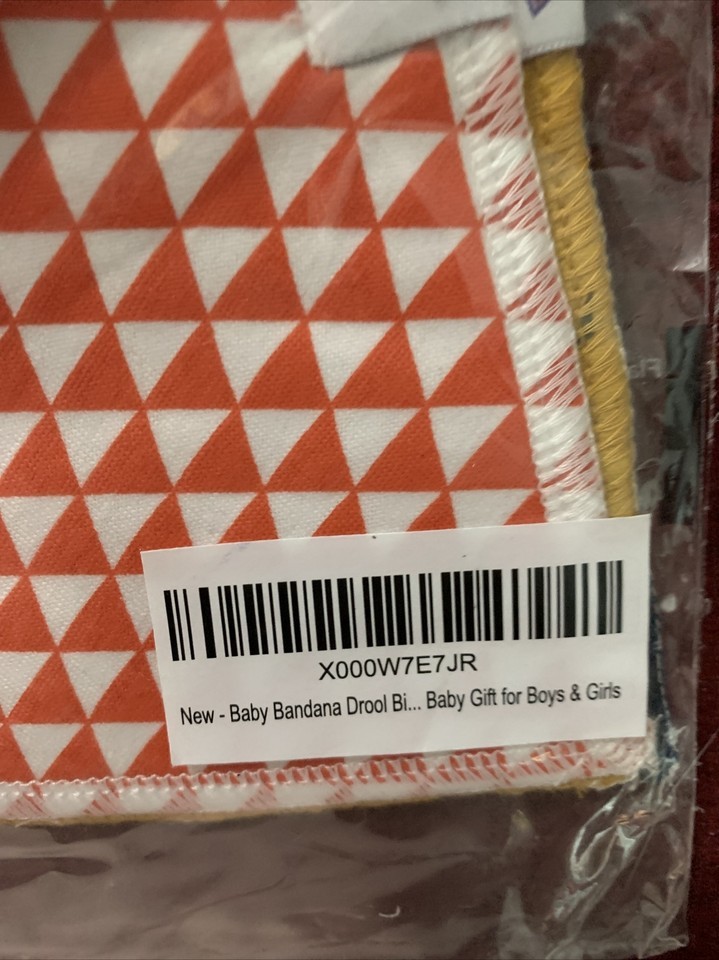 X000W7E7JR
New - Baby Bandana Drool Bi... Baby Gift for Boys & Girls